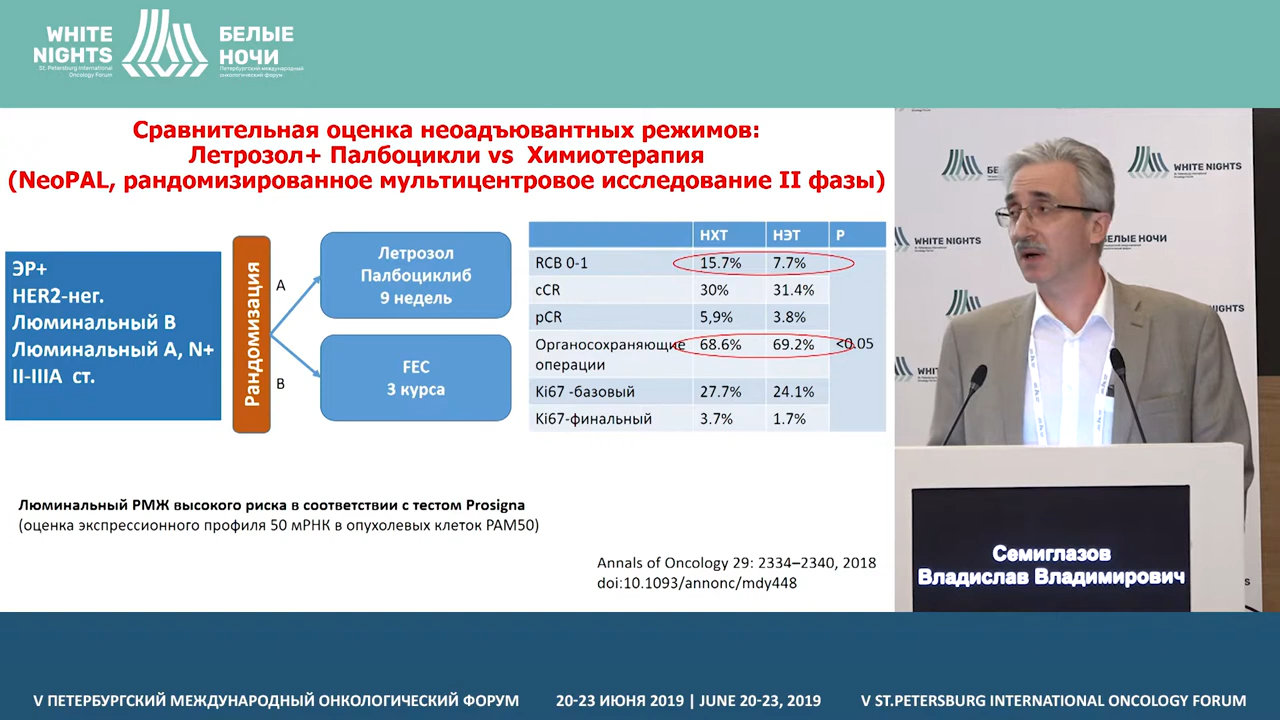 WHITE
NIGHTS
St. Petersburg International
Oncology Forum
БЕЛЫЕ
НОЧИ
Петербургский международный
онкологический форум
Сравнительная оценка неоадъювантных режимов:
Летрозол+ Палбоцикли vs Химиотерапия
(NeoPAL, рандомизированное мультицентровое исследование II фазы)
ЭР+
HER2-нег.
Люминальный В
Люминальный А, N+
II-IIIA ст.
Рандомизация
A
B
Летрозол
Палбоциклиб
9 недель
FEC
3 курса
НХТ НЭТ P
RCB 0-1 15.7% 7.7%
cCR 30% 31.4%
pCR 5,9% 3.8%
Органосохраняющие 68.6% 69.2% <0.05
операции
Ki67 -базовый 27.7% 24.1%
Ki67-финальный 3.7% 1.7%
Люминальный РМЖ высокого риска в соответствии с тестом Prosigna
(оценка экспрессионного профиля 50 мРНК в опухолевых клеток PAM50)
Annals of Oncology 29: 2334–2340, 2018
doi:10.1093/annonc/mdy448
WHITE NIGHTS
WHITE NIGHTS
БЕЛЫЕ НОЧИ
Семиглазов
Владислав Владимирович
V ПЕТЕРБУРГСКИЙ МЕЖДУНАРОДНЫЙ ОНКОЛОГИЧЕСКИЙ ФОРУМ 20-23 ИЮНЯ 2019 | JUNE 20-23, 2019 V ST.PETERSBURG INTERNATIONAL ONCOLOGY FORUM